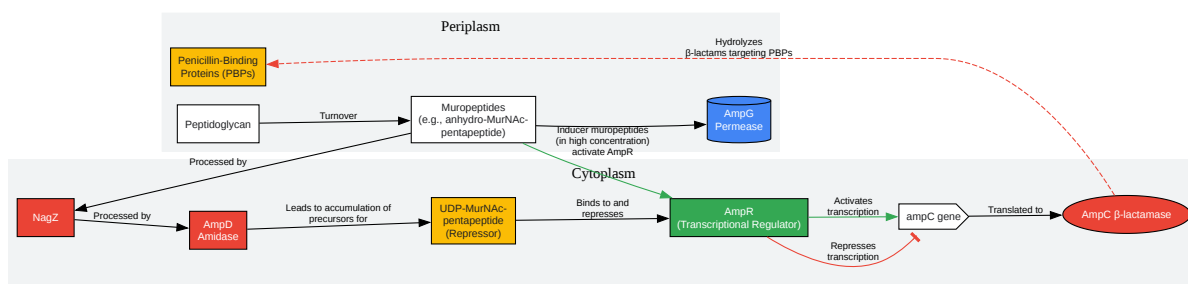 Periplasm
Hydrolyzes
β-lactams targeting PBPs
Penicillin-Binding
Proteins (PBPs)
Peptidoglycan
Turnover
Muropeptides
(e.g., anhydro-MurNAc-
pentapeptide)
AmpG
Permease
Inducer muropeptides
(in high concentration)
activate AmpR
Processed by
Cytoplasm
NagZ
Processed by
AmpD
Amidase
Leads to accumulation of
precursors for
UDP-MurNAc-
pentapeptide
(Repressor)
Binds to and
represses
AmpR
(Transcriptional Regulator)
Activates
transcription
Represses
transcription
ampC gene
Translated to
AmpC β-lactamase